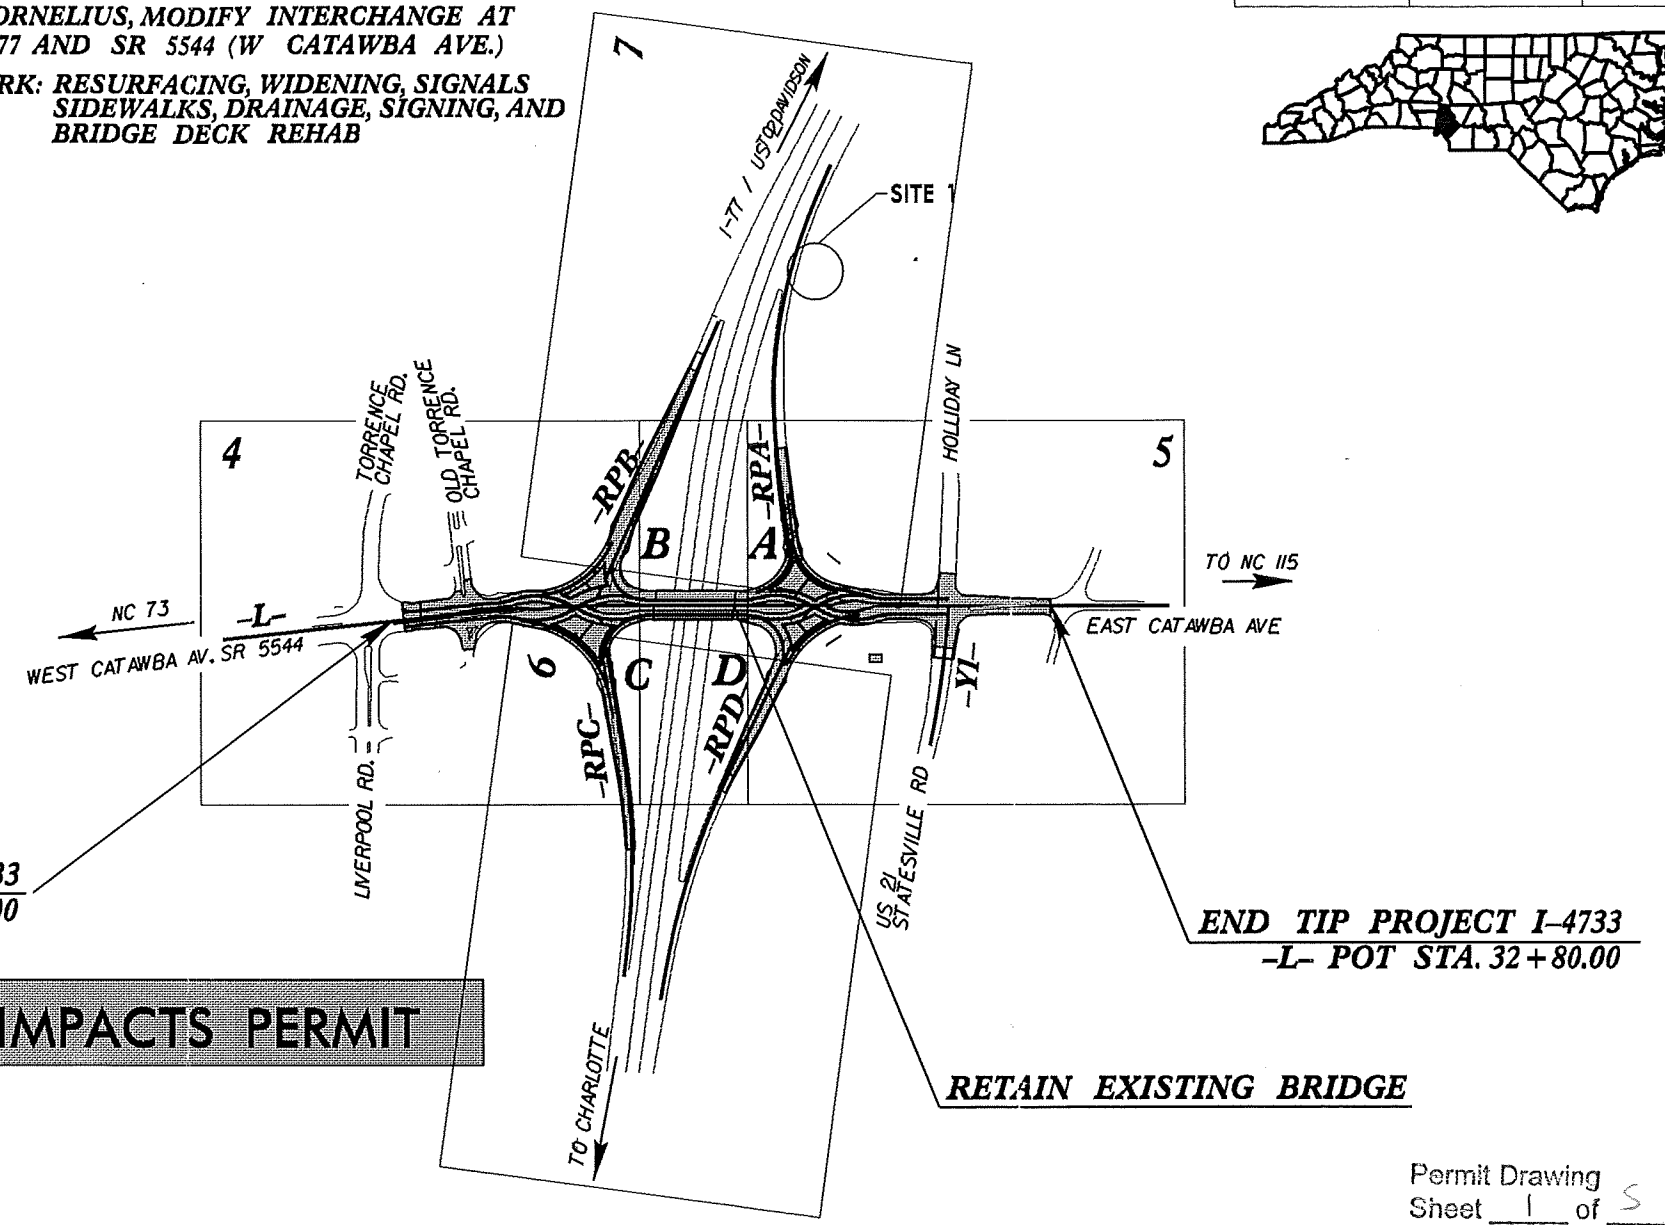 ORNELIUS, MODIFY INTERCHANGE AT
77 AND SR 5544 (W CATAWBA AVE.)
RK: RESURFACING, WIDENING, SIGNALS
SIDEWALKS, DRAINAGE, SIGNING, AND
BRIDGE DECK REHAB
7
I-77 / US 21
TO DAVIDSON
SITE 1
TORRENCE
CHAPEL RD.
OLD TORRENCE
CHAPEL RD.
HOLLIDAY LN
4
5
-RPB-
-RPA-
B
A
TO NC 115
NC 73
-L-
WEST CATAWBA AV. SR 5544
EAST CATAWBA AVE
6
C
D
-Y1-
-RPC-
-RPD-
LIVERPOOL RD.
US 21
STATESVILLE RD
33
00
END TIP PROJECT I-4733
-L- POT STA. 32+80.00
IMPACTS PERMIT
TO CHARLOTTE
RETAIN EXISTING BRIDGE
Permit Drawing
Sheet 1 of 5